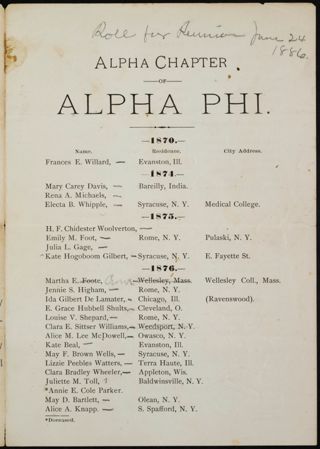 Roll for Reunion June 24
1886.
ALPHA CHAPTER
OF
ALPHA PHI.
—1870.—
Name. Residence. City Address.
Frances E. Willard, — Evanston, Ill.
—1874.—
Mary Carey Davis, — Bareilly, India.
Rena A. Michaels, —
Electa B. Whipple, — Syracuse, N. Y. Medical College.
—1875.—
H. F. Chidester Wolverton, —
Emily M. Foot, — Rome, N. Y. Pulaski, N. Y.
Julia L. Gage, —
Kate Hogoboom Gilbert, — Syracuse, N. Y. E. Fayette St.
—1876.—
Martha E. Foote, Wellesley, Mass. Wellesley Coll., Mass.
Jennie S. Higham, — Rome, N. Y.
Ida Gilbert De Lamater, — Chicago, Ill. (Ravenswood).
E. Grace Hubbell Shults, — Cleveland, O.
Louise V. Shepard, — Rome, N. Y.
Clara E. Sittser Williams, — Weedsport, N. Y.
Alice M. Lee McDowell, — Owasco, N. Y.
Kate Beal, — Evanston, Ill.
May F. Brown Wells, — Syracuse, N. Y.
Lizzie Peebles Watters, — Terra Haute, Ill.
Clara Bradley Wheeler, — Appleton, Wis.
Juliette M. Toll, ? Baldwinsville, N. Y.
*Annie E. Cole Parker.
May D. Bartlett, — Olean, N. Y.
Alice A. Knapp. — S. Spafford, N. Y.
*Deceased.